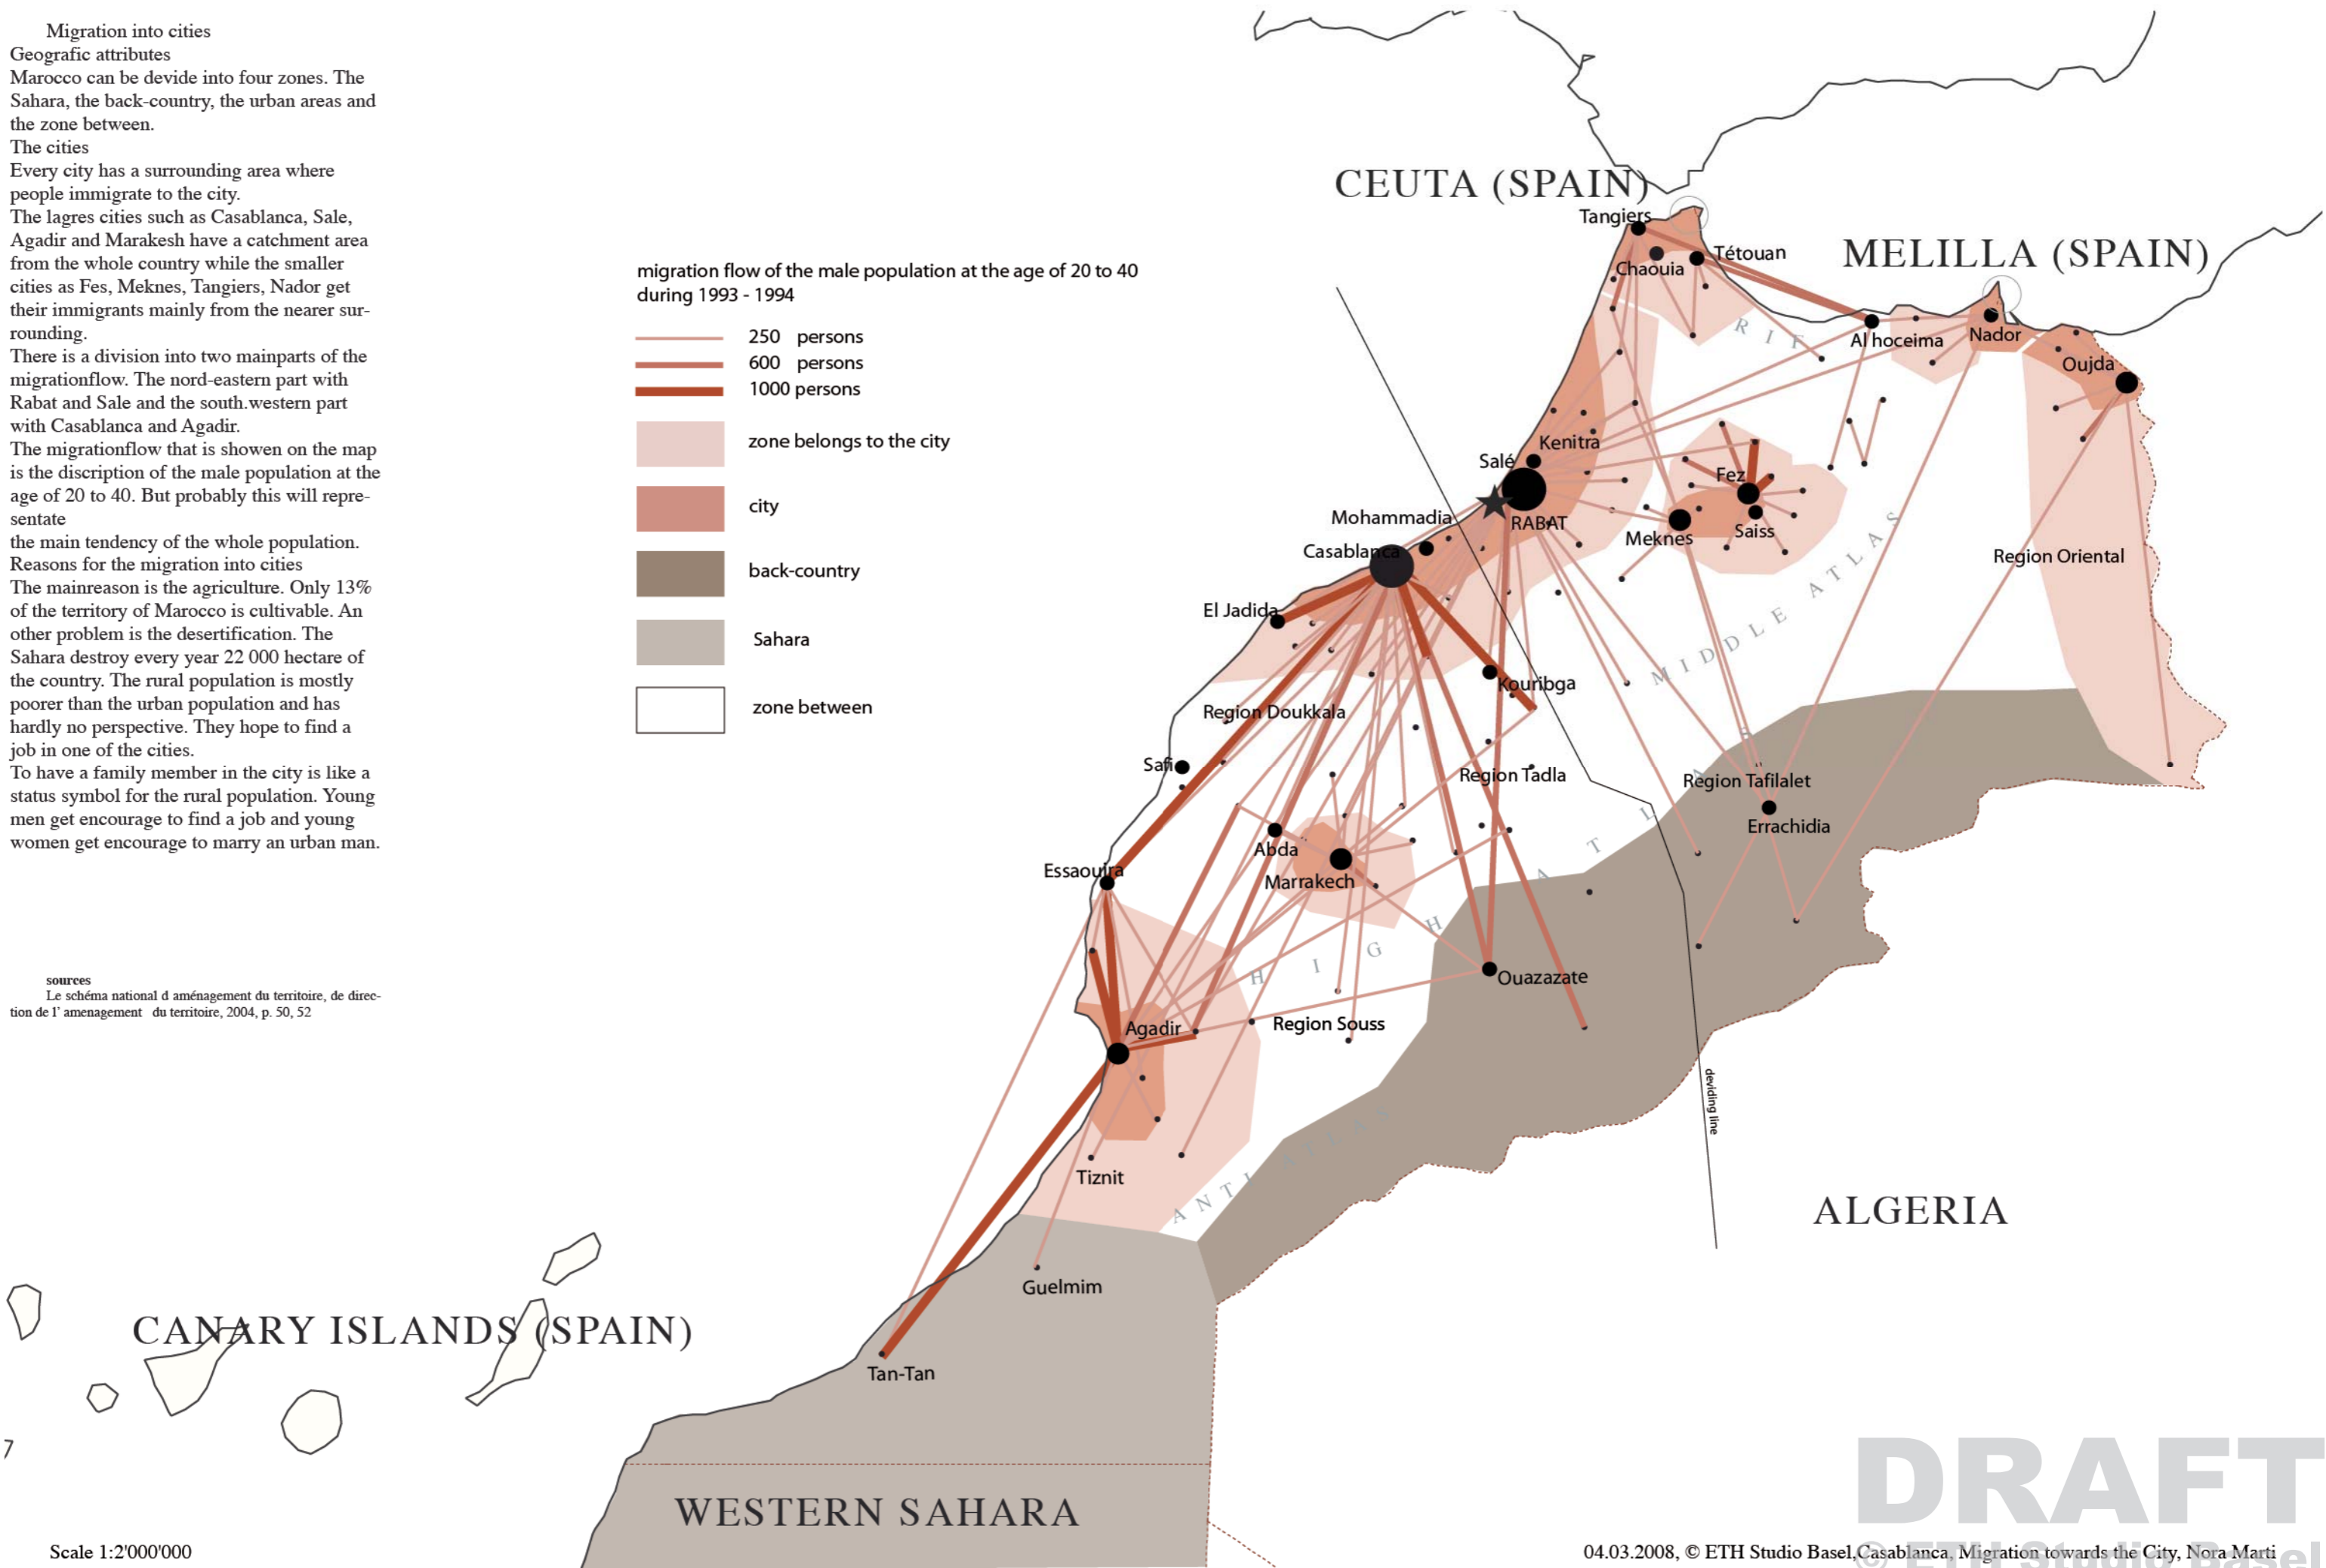 Migration into cities
Geografic attributes
Marocco can be devide into four zones. The
Sahara, the back-country, the urban areas and
the zone between.
The cities
Every city has a surrounding area where
people immigrate to the city.
The lagres cities such as Casablanca, Sale,
Agadir and Marakesh have a catchment area
from the whole country while the smaller
cities as Fes, Meknes, Tangiers, Nador get
their immigrants mainly from the nearer sur-
rounding.
There is a division into two mainparts of the
migrationflow. The nord-eastern part with
Rabat and Sale and the south.western part
with Casablanca and Agadir.
The migrationflow that is showen on the map
is the discription of the male population at the
age of 20 to 40. But probably this will repre-
sentate
the main tendency of the whole population.
Reasons for the migration into cities
The mainreason is the agriculture. Only 13%
of the territory of Marocco is cultivable. An
other problem is the desertification. The
Sahara destroy every year 22 000 hectare of
the country. The rural population is mostly
poorer than the urban population and has
hardly no perspective. They hope to find a
job in one of the cities.
To have a family member in the city is like a
status symbol for the rural population. Young
men get encourage to find a job and young
women get encourage to marry an urban man.
sources
Le schéma national d aménagement du territoire, de direc-
tion de l' amenagement du territoire, 2004, p. 50, 52
migration flow of the male population at the age of 20 to 40
during 1993 - 1994
250 persons
600 persons
1000 persons
zone belongs to the city
city
back-country
Sahara
zone between
CEUTA (SPAIN)
MELILLA (SPAIN)
Tangiers
Tétouan
Chaouia
RIF
Al hoceima
Nador
Oujda
Kenitra
Salé
RABAT
Fez
Meknes
Saiss
Mohammadia
Casablanca
Region Oriental
El Jadida
MIDDLE ATLAS
Kouribga
Region Doukkala
Safi
Region Tadla
Region Tafilalet
Errachidia
Abda
Marrakech
Essaouira
HIGH ATLAS
Ouazazate
Region Souss
Agadir
deviding line
Tiznit
ANTI ATLAS
ALGERIA
Guelmim
CANARY ISLANDS (SPAIN)
Tan-Tan
WESTERN SAHARA
DRAFT
© ETH Studio Basel
Scale 1:2'000'000
04.03.2008, © ETH Studio Basel,Casablanca, Migration towards the City, Nora Marti